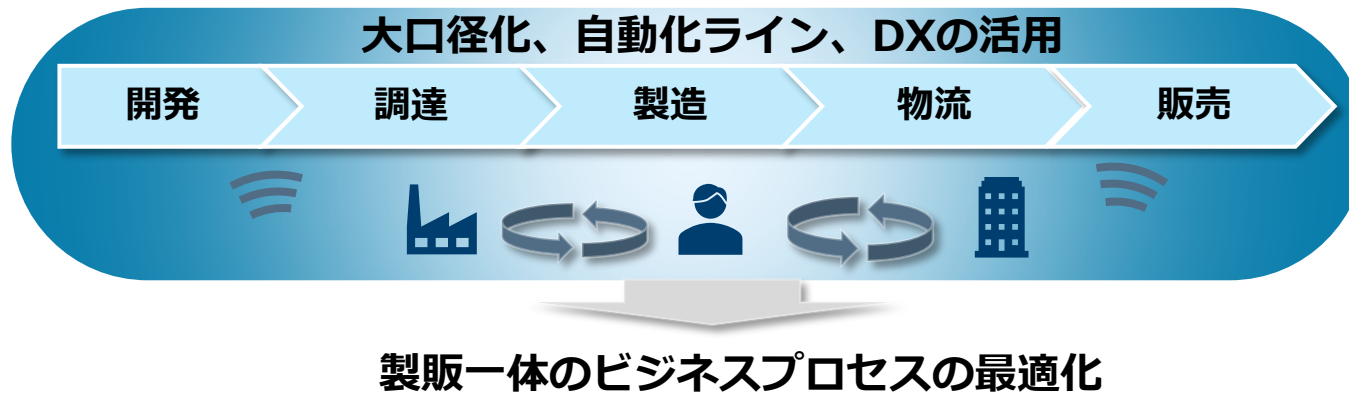 大口径化、自動化ライン、DXの活用
開発 調達 製造 物流 販売
製販一体のビジネスプロセスの最適化